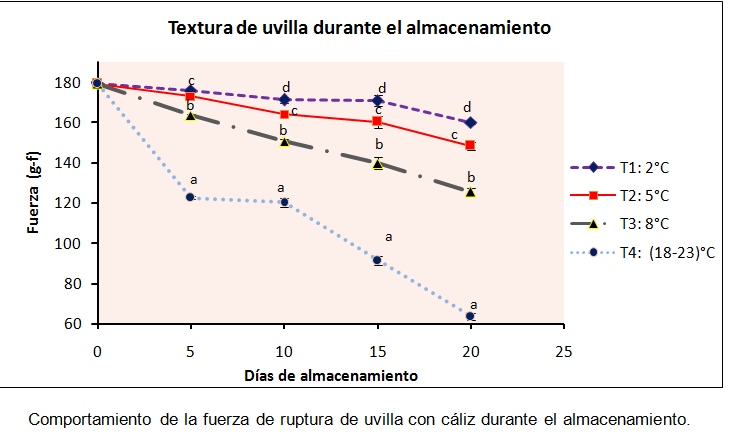 Textura de uvilla durante el almacenamiento
180
160
140
120
100
80
60
Fuerza (g-f)
c
d
d
d
c
c
c
b
b
b
b
a
a
a
a
0
5
10
15
20
25
Días de almacenamiento
T1: 2°C
T2: 5°C
T3: 8°C
T4: (18-23)°C
Comportamiento de la fuerza de ruptura de uvilla con cáliz durante el almacenamiento.